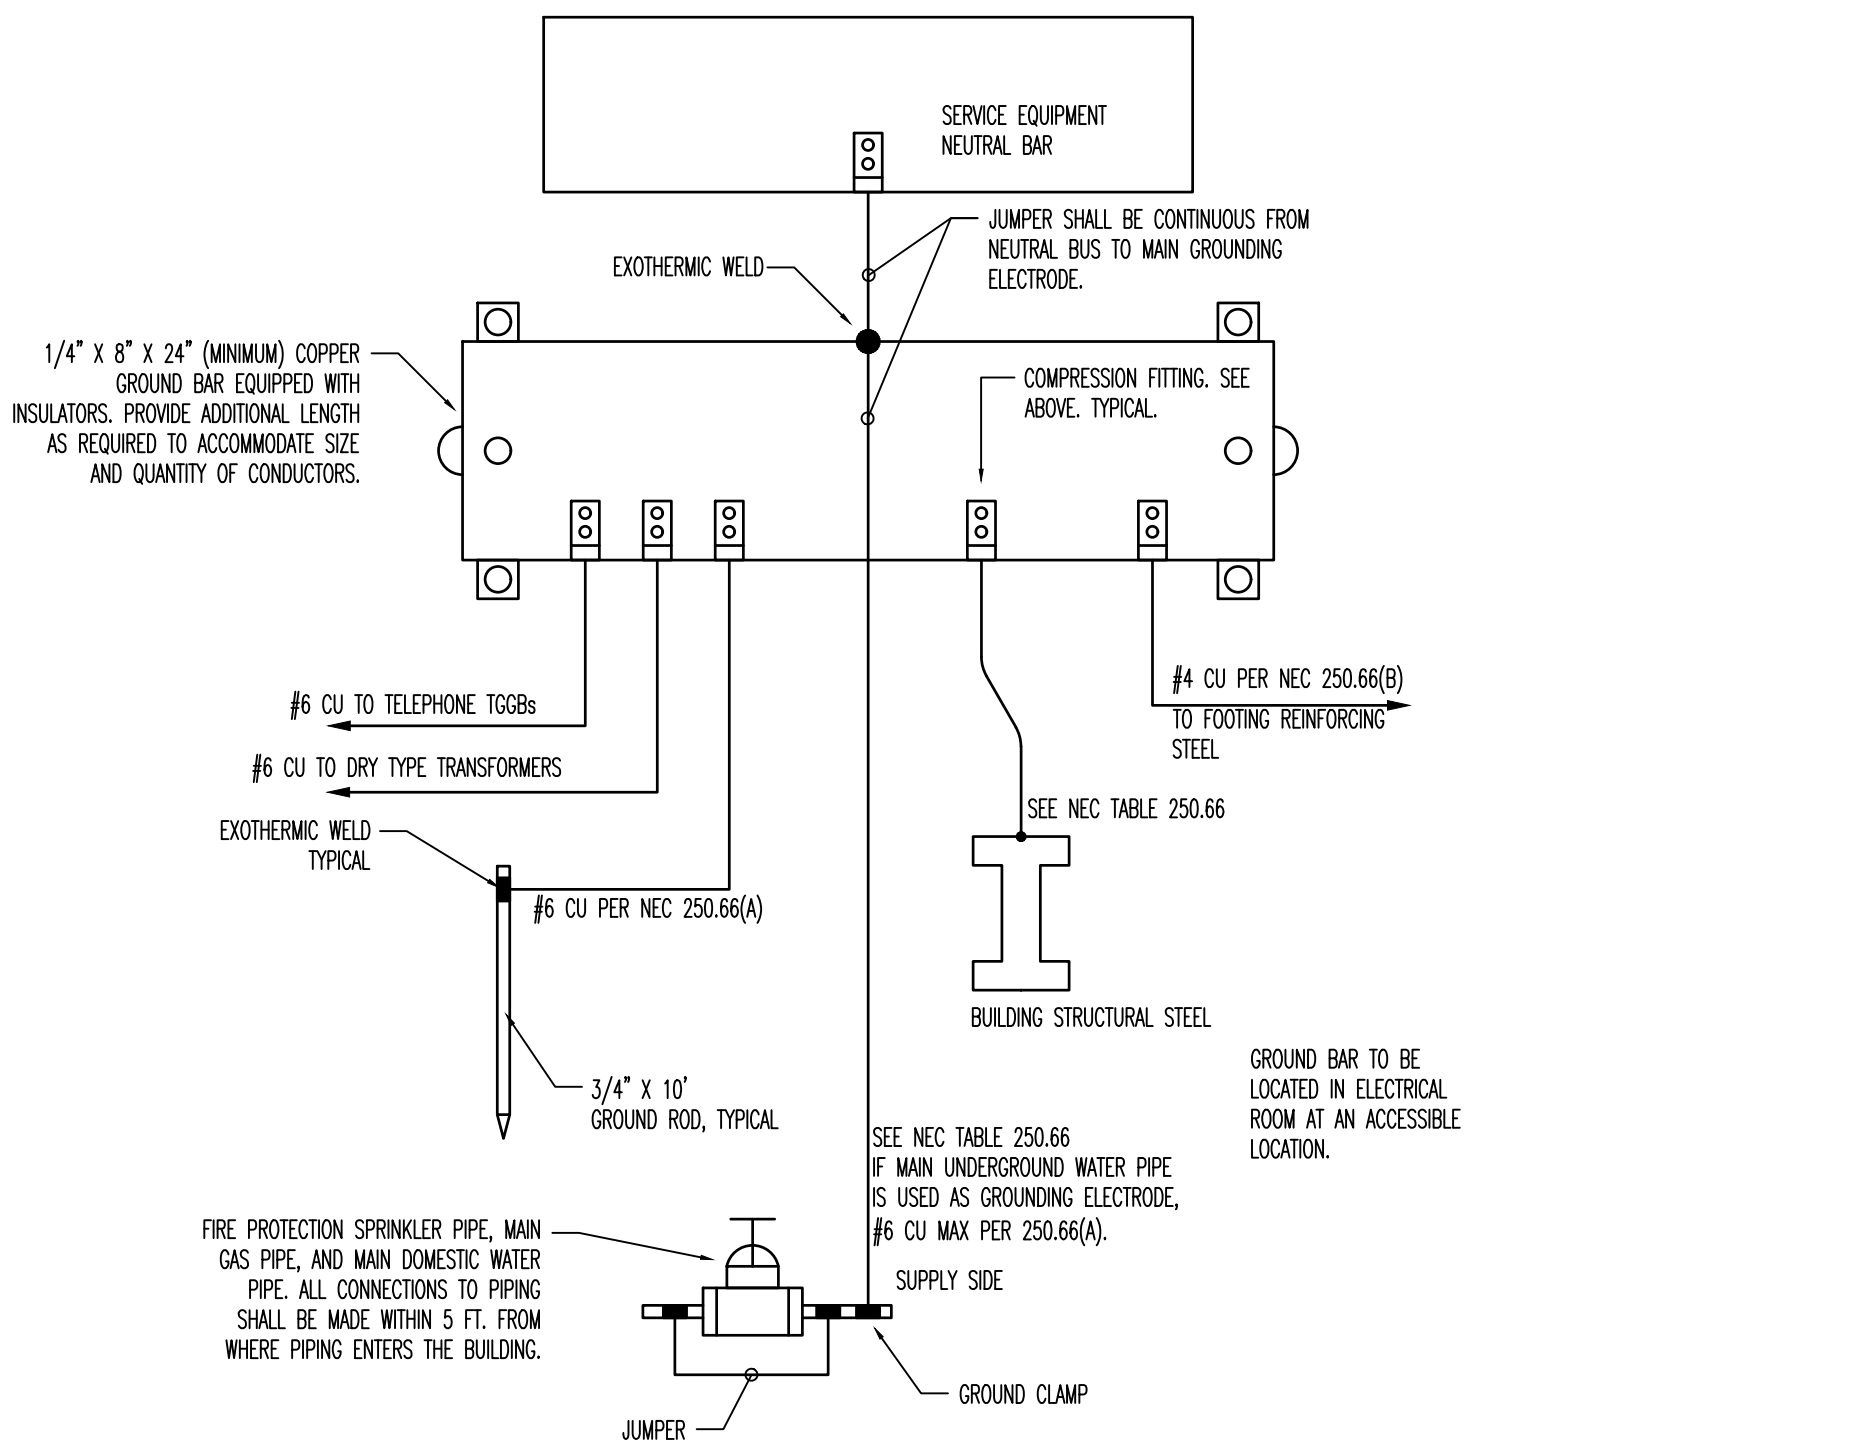 SERVICE EQUIPMENT
NEUTRAL BAR
JUMPER SHALL BE CONTINUOUS FROM
NEUTRAL BUS TO MAIN GROUNDING
ELECTRODE.
EXOTHERMIC WELD
1/4" X 8" X 24" (MINIMUM) COPPER
GROUND BAR EQUIPPED WITH
INSULATORS. PROVIDE ADDITIONAL LENGTH
AS REQUIRED TO ACCOMMODATE SIZE
AND QUANTITY OF CONDUCTORS.
COMPRESSION FITTING. SEE
ABOVE. TYPICAL.
#6 CU TO TELEPHONE TGGBs
#6 CU TO DRY TYPE TRANSFORMERS
EXOTHERMIC WELD
TYPICAL
#6 CU PER NEC 250.66(A)
#4 CU PER NEC 250.66(B)
TO FOOTING REINFORCING
STEEL
SEE NEC TABLE 250.66
BUILDING STRUCTURAL STEEL
3/4" X 10'
GROUND ROD, TYPICAL
GROUND BAR TO BE
LOCATED IN ELECTRICAL
ROOM AT AN ACCESSIBLE
LOCATION.
SEE NEC TABLE 250.66
IF MAIN UNDERGROUND WATER PIPE
IS USED AS GROUNDING ELECTRODE,
#6 CU MAX PER 250.66(A).
SUPPLY SIDE
FIRE PROTECTION SPRINKLER PIPE, MAIN
GAS PIPE, AND MAIN DOMESTIC WATER
PIPE. ALL CONNECTIONS TO PIPING
SHALL BE MADE WITHIN 5 FT. FROM
WHERE PIPING ENTERS THE BUILDING.
GROUND CLAMP
JUMPER